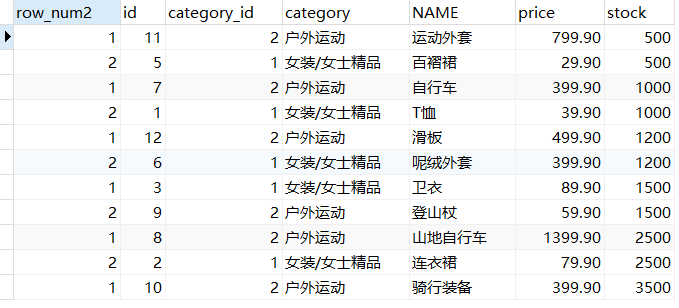 row_num2 id category_id category NAME price stock
1 11 2 户外运动 运动外套 799.90 500
2 5 1 女装/女士精品 百褶裙 29.90 500
1 7 2 户外运动 自行车 399.90 1000
2 1 1 女装/女士精品 T恤 39.90 1000
1 12 2 户外运动 滑板 499.90 1200
2 6 1 女装/女士精品 呢绒外套 399.90 1200
1 3 1 女装/女士精品 卫衣 89.90 1500
2 9 2 户外运动 登山杖 59.90 1500
1 8 2 户外运动 山地自行车 1399.90 2500
2 2 1 女装/女士精品 连衣裙 79.90 2500
1 10 2 户外运动 骑行装备 399.90 3500